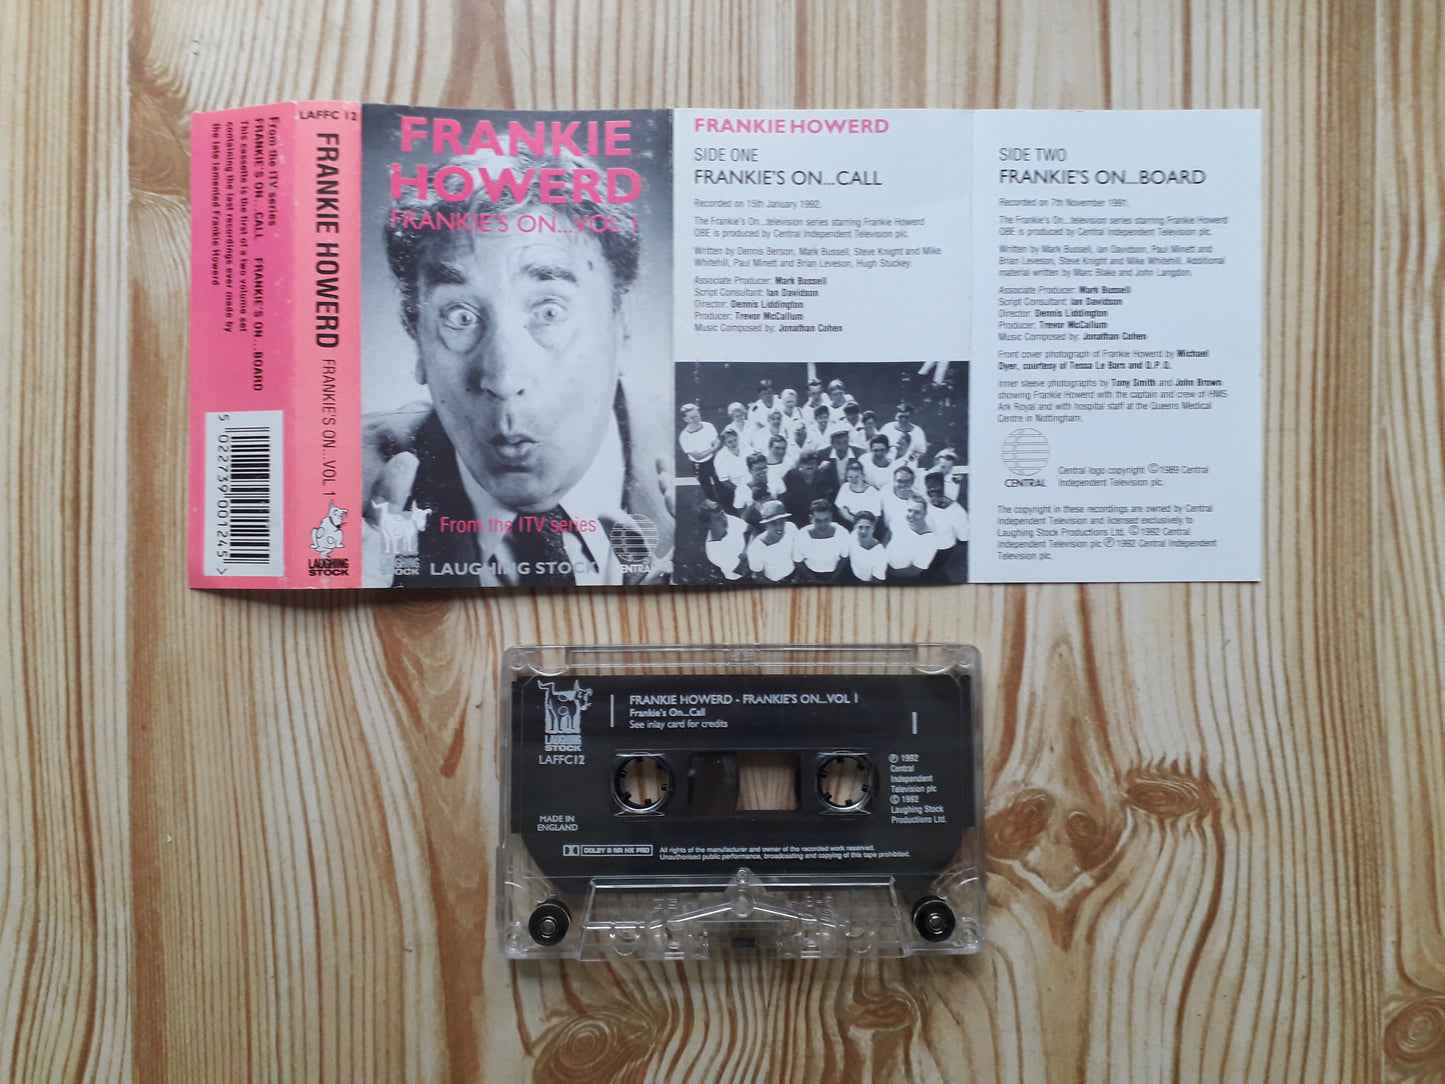 From the ITV series
FRANKIE'S ON...CALL FRANKIE'S ON...BOARD
This cassette is the first of a two volume set
containing the last recordings ever made by
the late lamented Frankie Howerd
5 022739 001245 >
LAFFC 12
FRANKIE HOWERD FRANKIE'S ON...VOL 1
LAUGHING
STOCK
FRANKIE
HOWERD
FRANKIE'S ON...VOL 1
From the ITV series
LAUGHING
STOCK
LAUGHING STOCK
CENTRAL
FRANKIE HOWERD
SIDE ONE
FRANKIE'S ON...CALL
Recorded on 15th January 1992.
The Frankie's On...television series starring Frankie Howerd
OBE is produced by Central Independent Television plc.
Written by Dennis Berson, Mark Bussell, Steve Knight and Mike
Whitehill, Paul Minett and Brian Leveson, Hugh Stuckey.
Associate Producer: Mark Bussell
Script Consultant: Ian Davidson
Director: Dennis Liddington
Producer: Trevor McCallum
Music Composed by: Jonathan Cohen
SIDE TWO
FRANKIE'S ON...BOARD
Recorded on 7th November 1991.
The Frankie's On...television series starring Frankie Howerd
OBE is produced by Central Independent Television plc.
Written by Mark Bussell, Ian Davidson, Paul Minett and
Brian Leveson, Steve Knight and Mike Whitehill. Additional
material written by Marc Blake and John Langdon.
Associate Producer: Mark Bussell
Script Consultant: Ian Davidson
Director: Dennis Liddington
Producer: Trevor McCallum
Music Composed by: Jonathan Cohen
Front cover photograph of Frankie Howerd by Michael
Dyer, courtesy of Tessa Le Bars and O.P.O.
Inner sleeve photographs by Tony Smith and John Brown
showing Frankie Howerd with the captain and crew of HMS
Ark Royal and with hospital staff at the Queens Medical
Centre in Nottingham.
CENTRAL
Central logo copyright ©1989 Central
Independent Television plc.
The copyright in these recordings are owned by Central
Independent Television and licensed exclusively to
Laughing Stock Productions Ltd. © 1992 Central
Independent Television plc ℗ 1992 Central Independent
Television plc.
LAUGHING
STOCK
LAFFC12
FRANKIE HOWERD - FRANKIE'S ON...VOL 1
Frankie's On...Call
See inlay card for credits
1
℗ 1992
Central
Independent
Television plc
© 1992
Laughing Stock
Productions Ltd.
MADE IN
ENGLAND
DOLBY B NR HX PRO
All rights of the manufacturer and owner of the recorded work reserved.
Unauthorised public performance, broadcasting and copying of this tape prohibited.